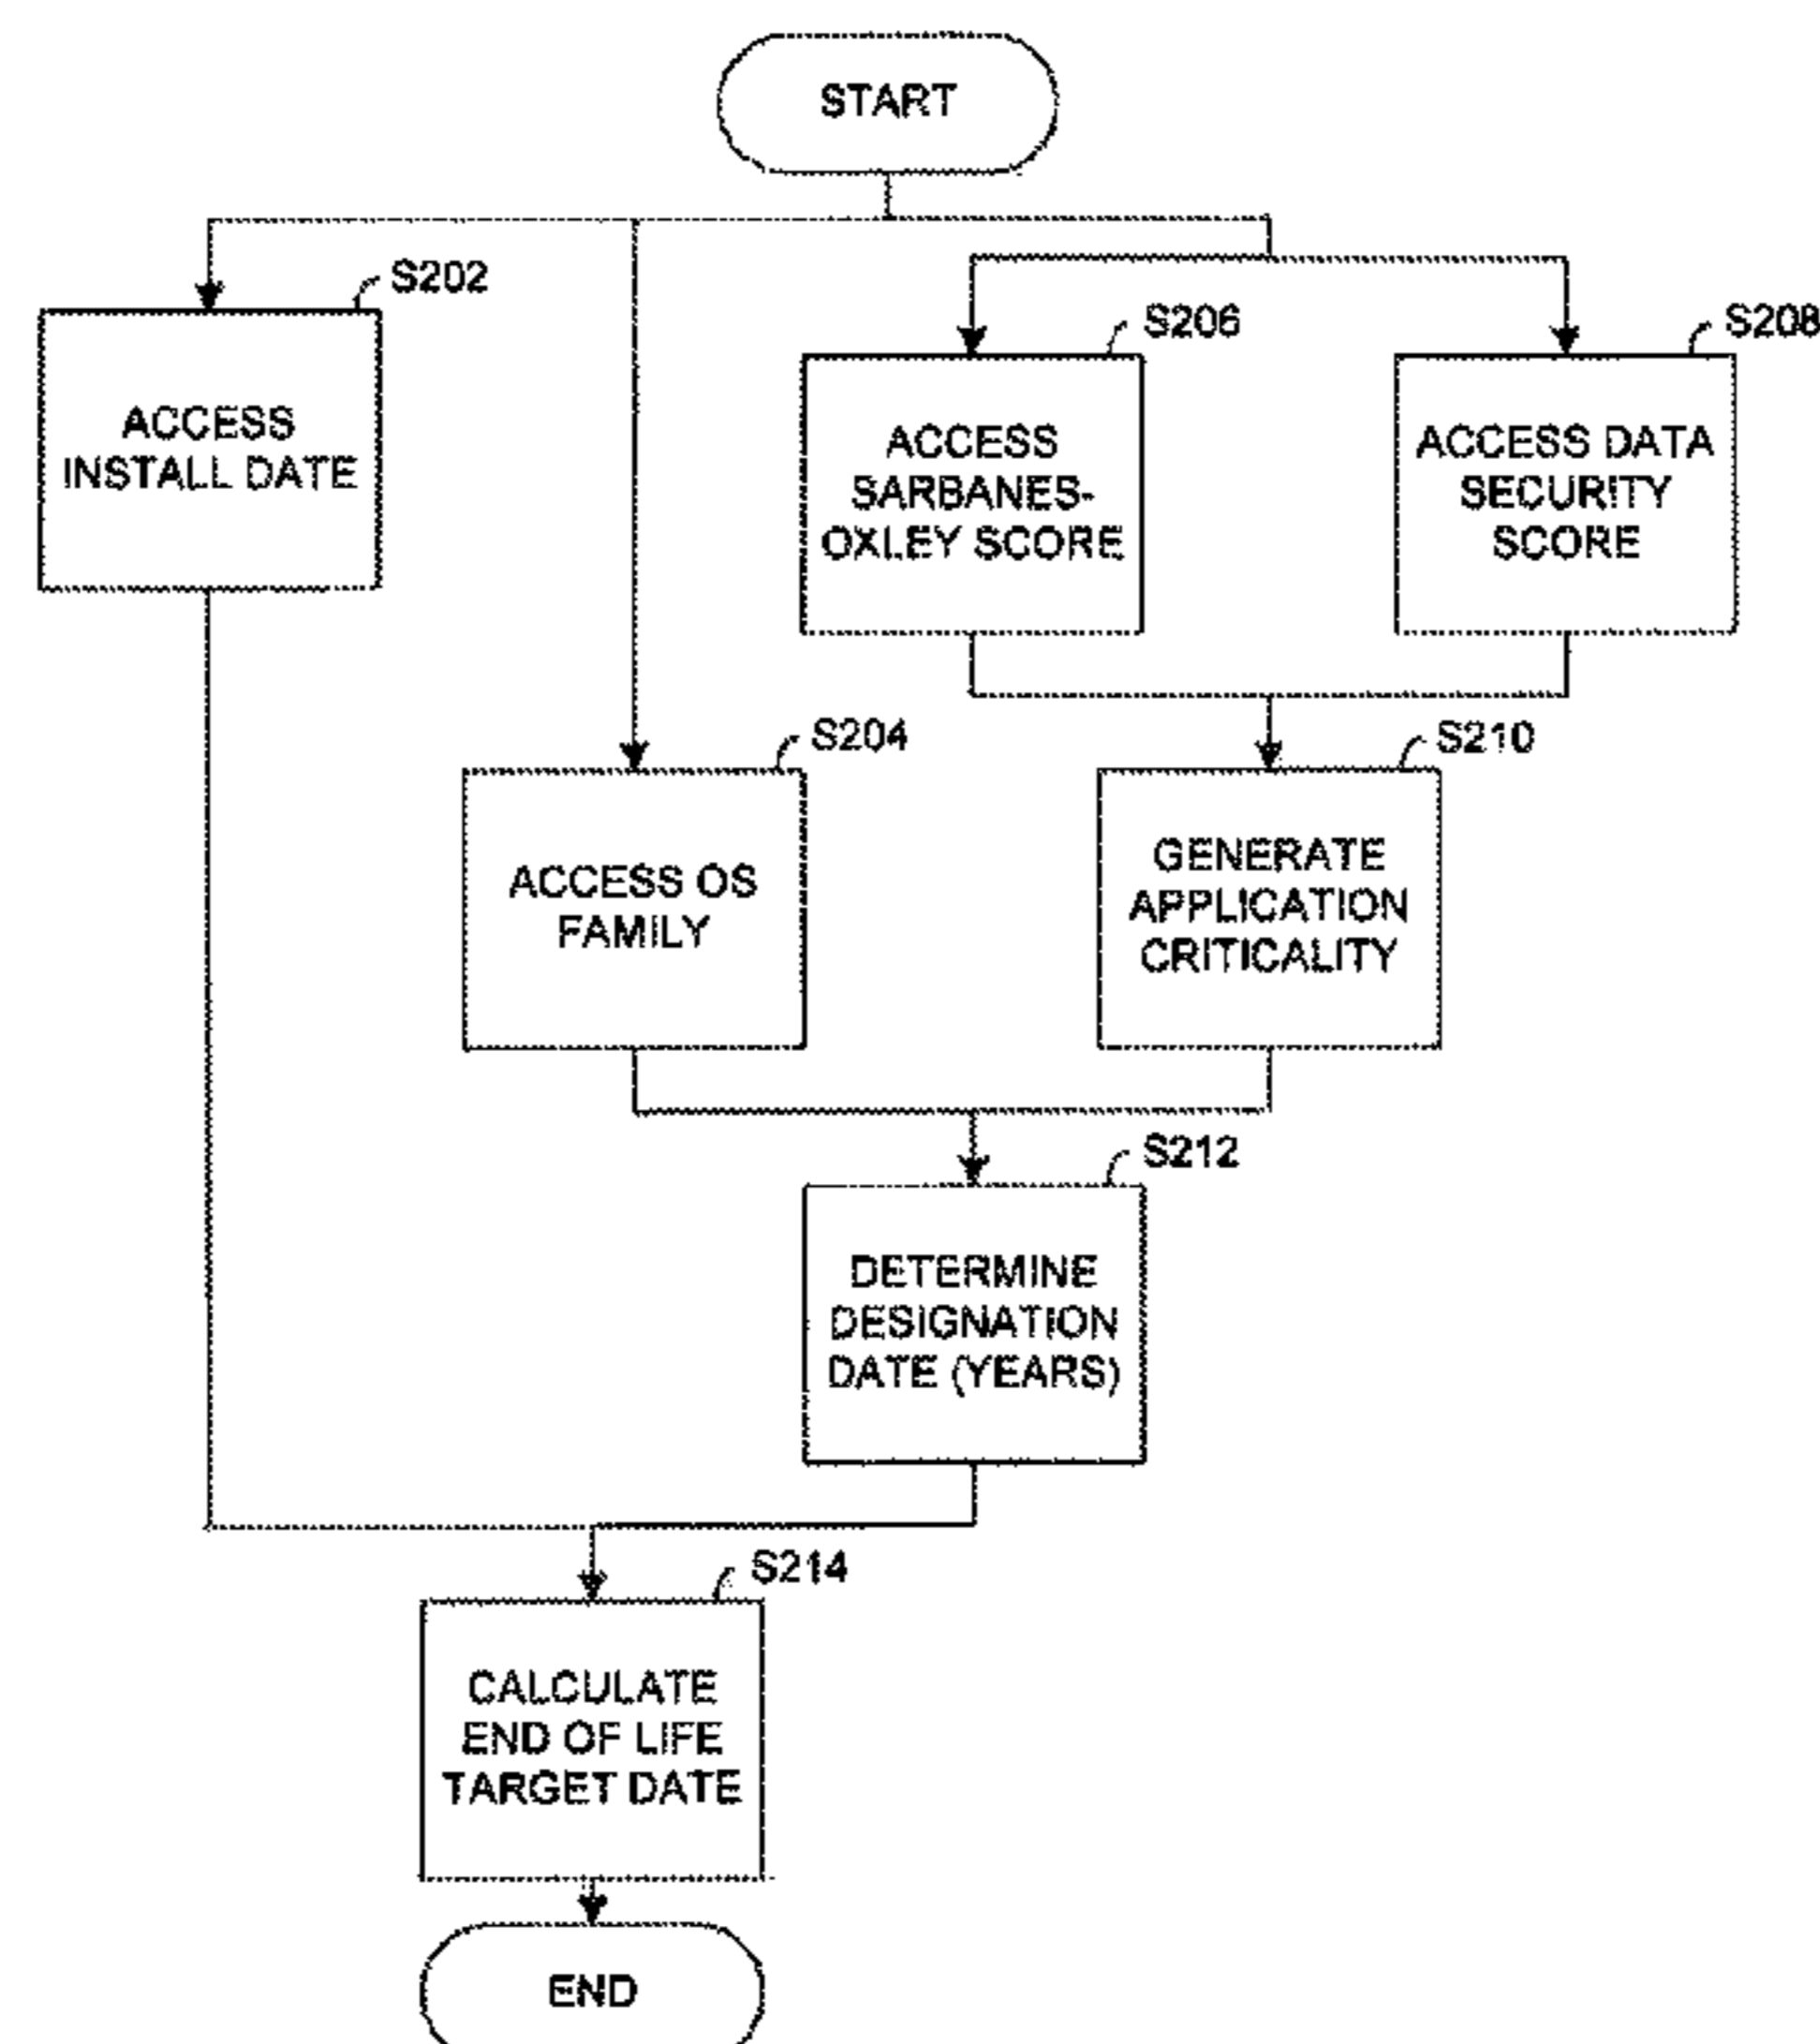 START
S202
ACCESS
INSTALL DATE
S206
ACCESS
SARBANES-
OXLEY SCORE
S208
ACCESS DATA
SECURITY
SCORE
S204
ACCESS OS
FAMILY
S210
GENERATE
APPLICATION
CRITICALITY
S212
DETERMINE
DESIGNATION
DATE (YEARS)
S214
CALCULATE
END OF LIFE
TARGET DATE
END